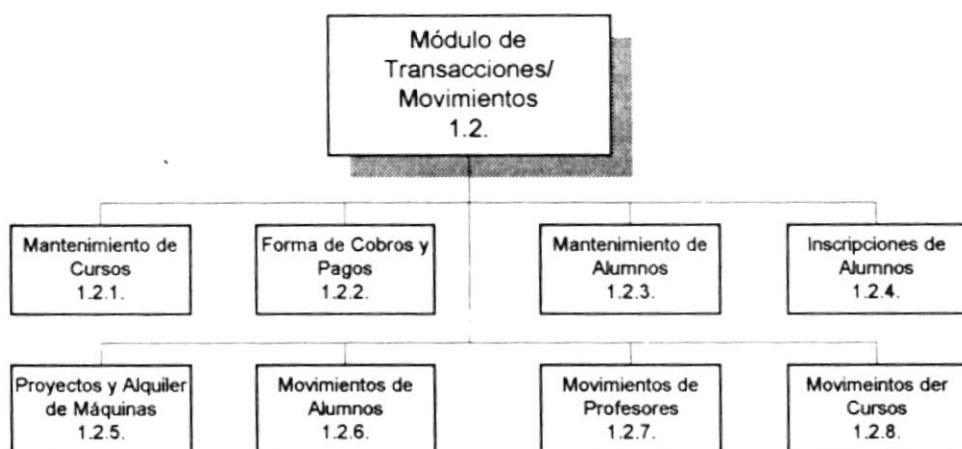 Módulo de
Transacciones/
Movimientos
1.2.
Mantenimiento de
Cursos
1.2.1.
Forma de Cobros y
Pagos
1.2.2.
Mantenimiento de
Alumnos
1.2.3.
Inscripciones de
Alumnos
1.2.4.
Proyectos y Alquiler
de Máquinas
1.2.5.
Movimientos de
Alumnos
1.2.6.
Movimientos de
Profesores
1.2.7.
Movimeintos der
Cursos
1.2.8.